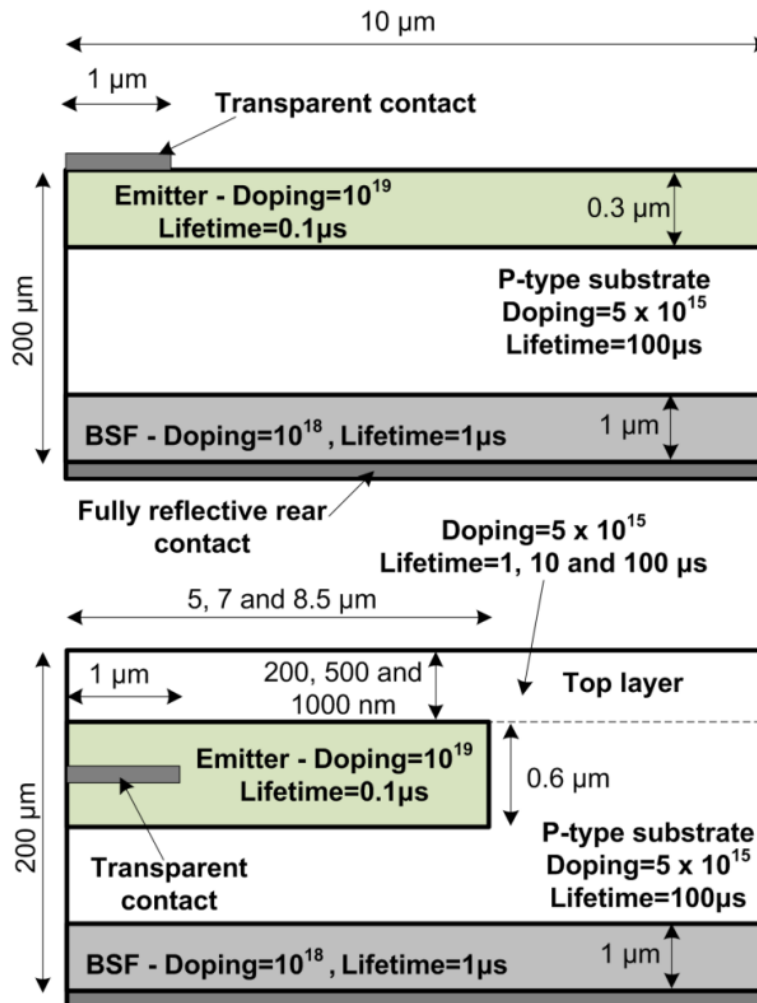 10 µm
1 µm
Transparent contact
Emitter - Doping=10¹⁹
Lifetime=0.1µs
0.3 µm
200 µm
P-type substrate
Doping=5 x 10¹⁵
Lifetime=100µs
BSF - Doping=10¹⁸, Lifetime=1µs
1 µm
Fully reflective rear
contact
Doping=5 x 10¹⁵
Lifetime=1, 10 and 100 µs
5, 7 and 8.5 µm
1 µm
200, 500 and
1000 nm
Top layer
Emitter - Doping=10¹⁹
Lifetime=0.1µs
0.6 µm
200 µm
Transparent
contact
P-type substrate
Doping=5 x 10¹⁵
Lifetime=100µs
BSF - Doping=10¹⁸, Lifetime=1µs
1 µm